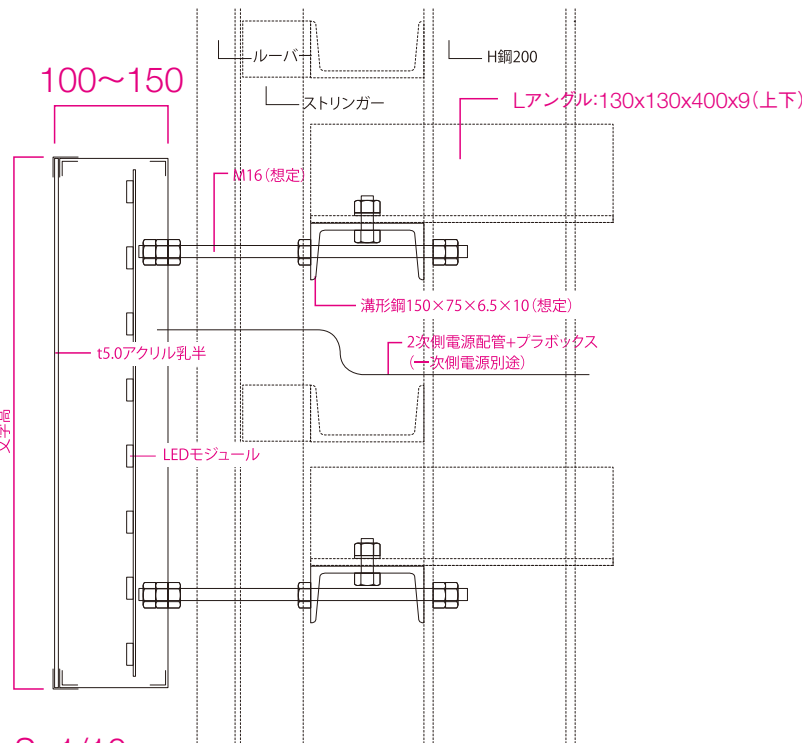 ルーバー
H鋼200
100〜150
Lアングル:130x130x400x9(上下)
ストリンガー
M16(想定)
溝形鋼150×75×6.5×10(想定)
2次側電源配管+プラボックス
(一次側電源別途)
t5.0アクリル乳半
文字高
LEDモジュール